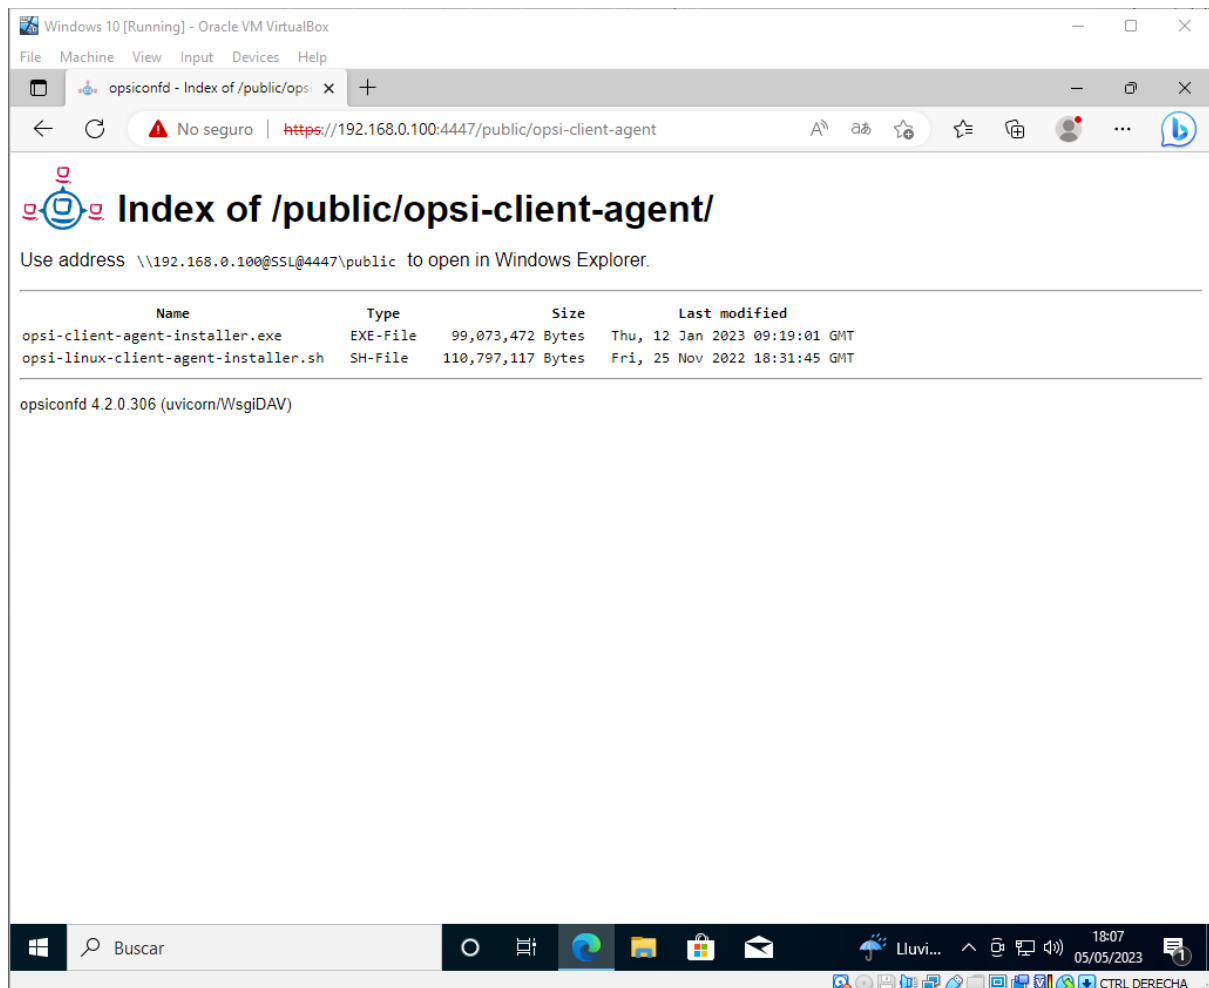 Windows 10 [Running] - Oracle VM VirtualBox
File Machine View Input Devices Help
opsiconfd - Index of /public/opsi
No seguro | https://192.168.0.100:4447/public/opsi-client-agent
Index of /public/opsi-client-agent/
Use address \\192.168.0.100@SSL@4447\public to open in Windows Explorer.
Name Type Size Last modified
opsi-client-agent-installer.exe EXE-File 99,073,472 Bytes Thu, 12 Jan 2023 09:19:01 GMT
opsi-linux-client-agent-installer.sh SH-File 110,797,117 Bytes Fri, 25 Nov 2022 18:31:45 GMT
opsiconfd 4.2.0.306 (uvicorn/WsgiDAV)
Buscar
Lluvi...
18:07
05/05/2023
1
CTRL DERECHA